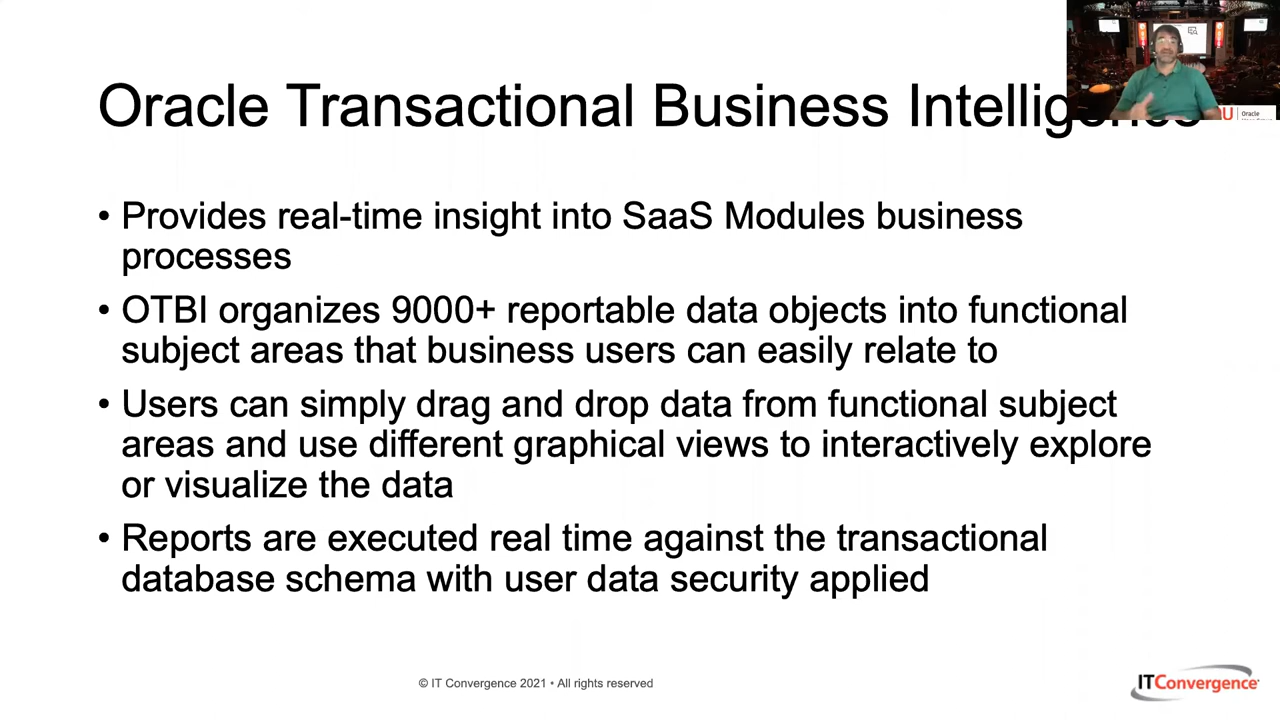 Oracle Transactional Business Intelligence
• Provides real-time insight into SaaS Modules business
processes
• OTBI organizes 9000+ reportable data objects into functional
subject areas that business users can easily relate to
• Users can simply drag and drop data from functional subject
areas and use different graphical views to interactively explore
or visualize the data
• Reports are executed real time against the transactional
database schema with user data security applied
U | Oracle
© IT Convergence 2021 • All rights reserved
ITConvergence